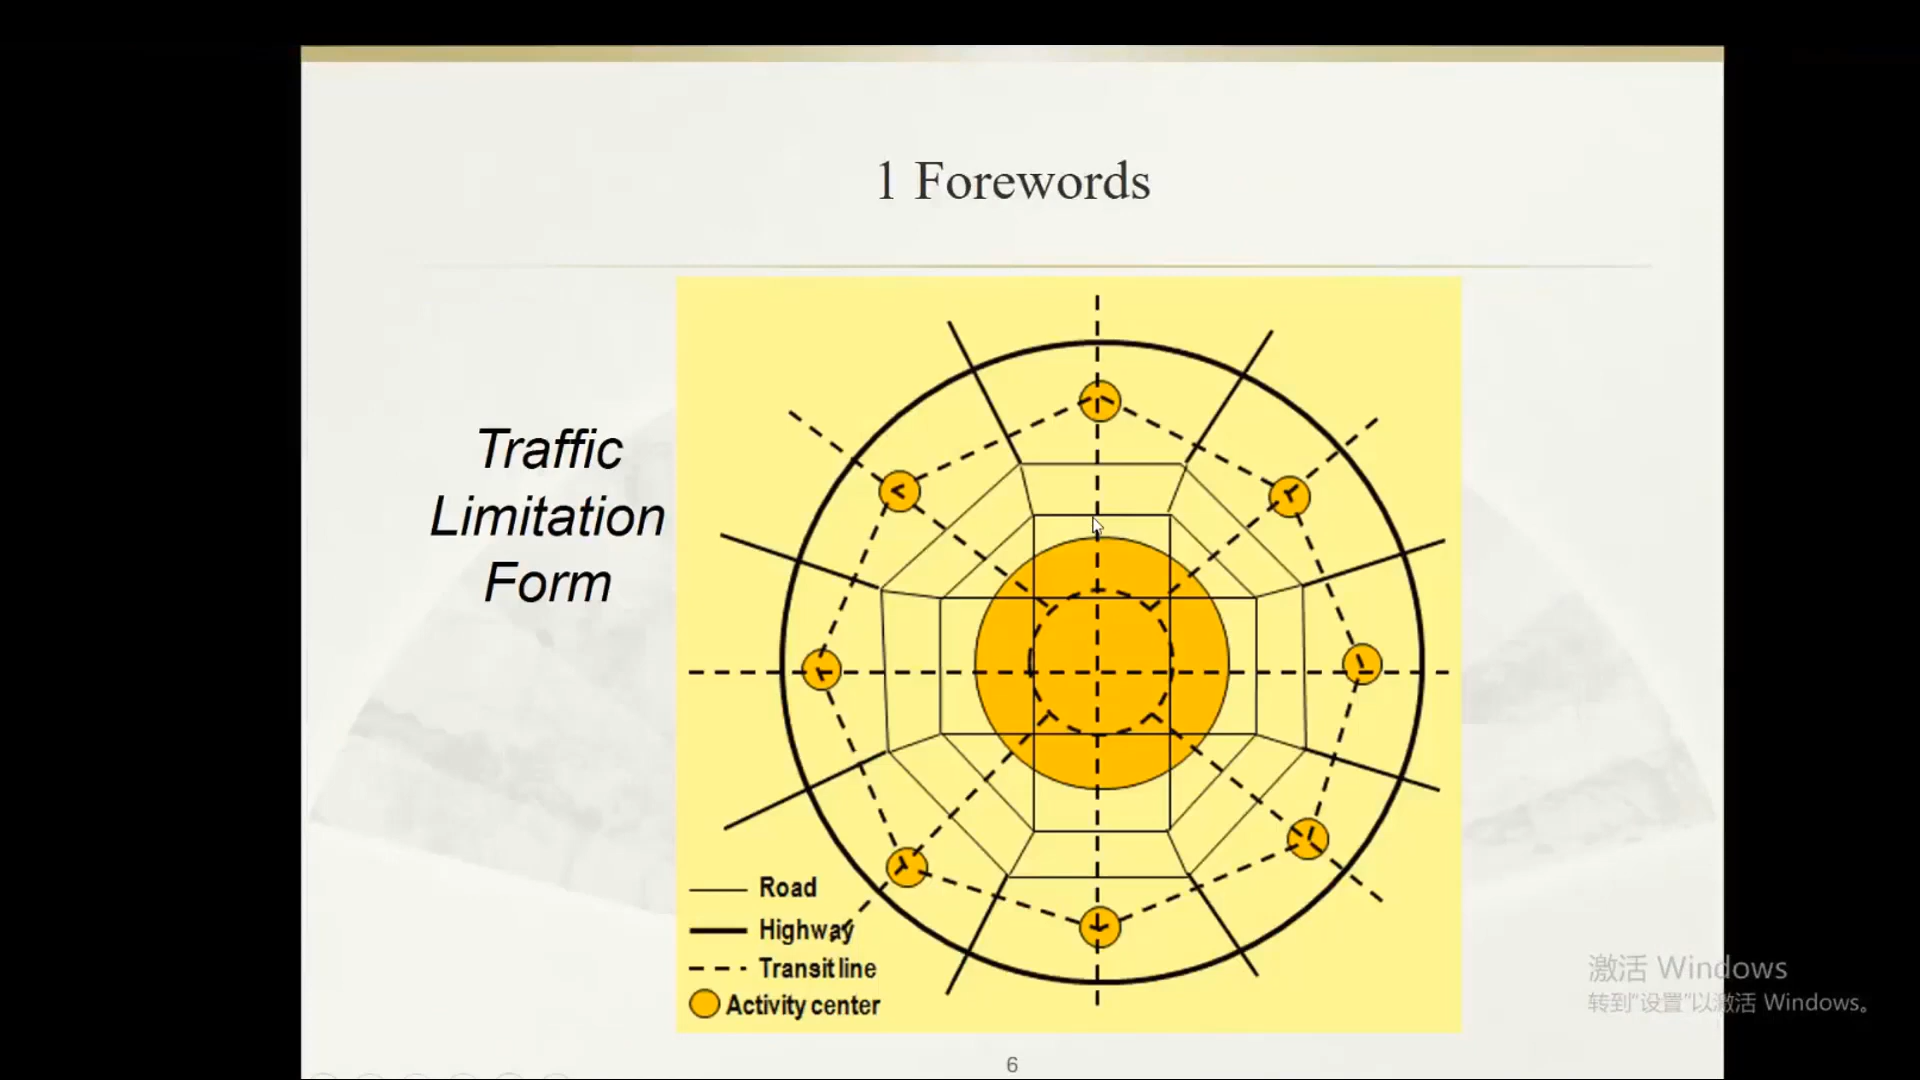 1 Forewords
Traffic
Limitation
Form
Road
Highway
Transit line
Activity center
激活 Windows
转到“设置”以激活 Windows。
6